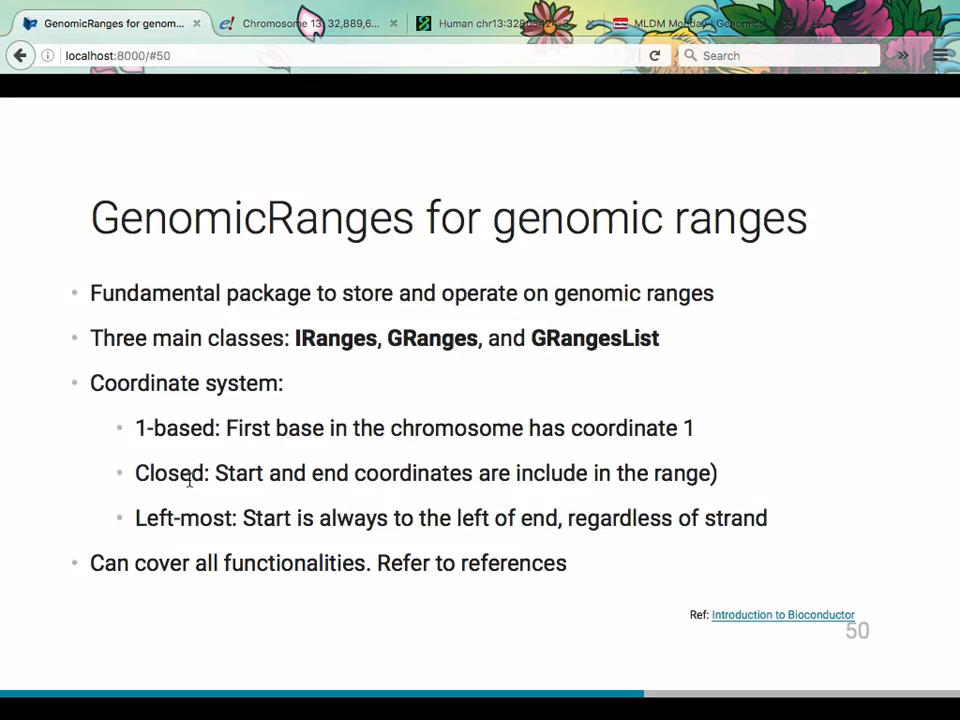 GenomicRanges for genom...
Chromosome 13: 32,889,6...
Human chr13:32
MLDM Monday
Genomics
localhost:8000/#50
Search
GenomicRanges for genomic ranges
• Fundamental package to store and operate on genomic ranges
• Three main classes: IRanges, GRanges, and GRangesList
• Coordinate system:
• 1-based: First base in the chromosome has coordinate 1
• Closed: Start and end coordinates are include in the range)
• Left-most: Start is always to the left of end, regardless of strand
• Can cover all functionalities. Refer to references
Ref: Introduction to Bioconductor
50